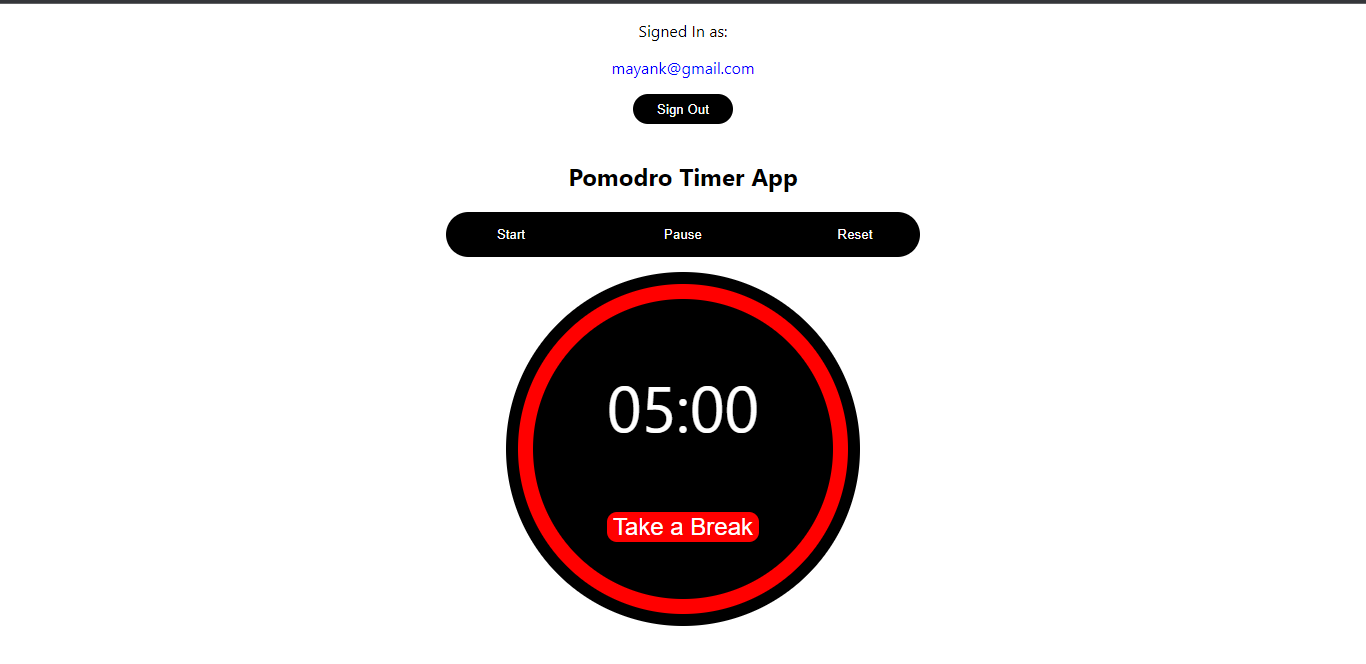 Signed In as:
mayank@gmail.com
Sign Out
Pomodro Timer App
Start Pause Reset
05:00
Take a Break